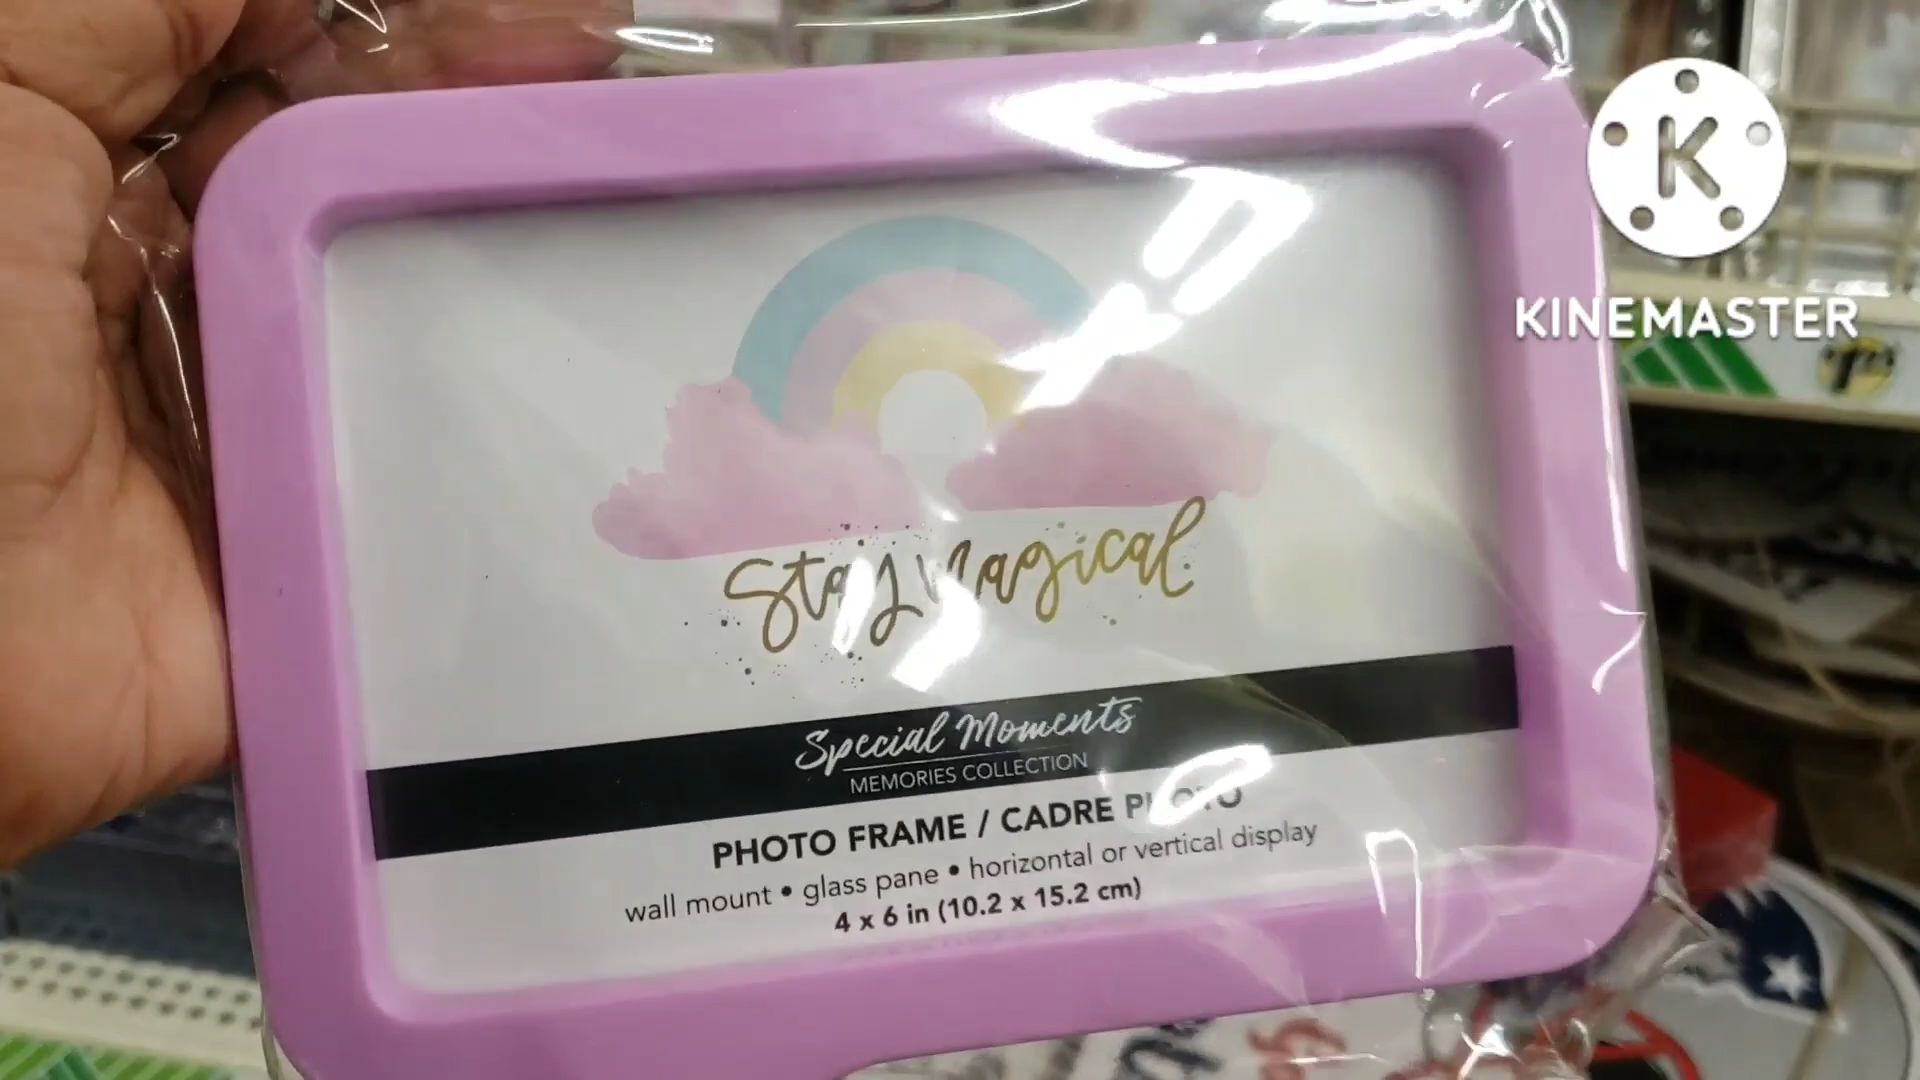 K
KINEMASTER
Stay Magical.
Special Moments
MEMORIES COLLECTION
PHOTO FRAME / CADRE PHOTO
wall mount • glass pane • horizontal or vertical display
4 x 6 in (10.2 x 15.2 cm)